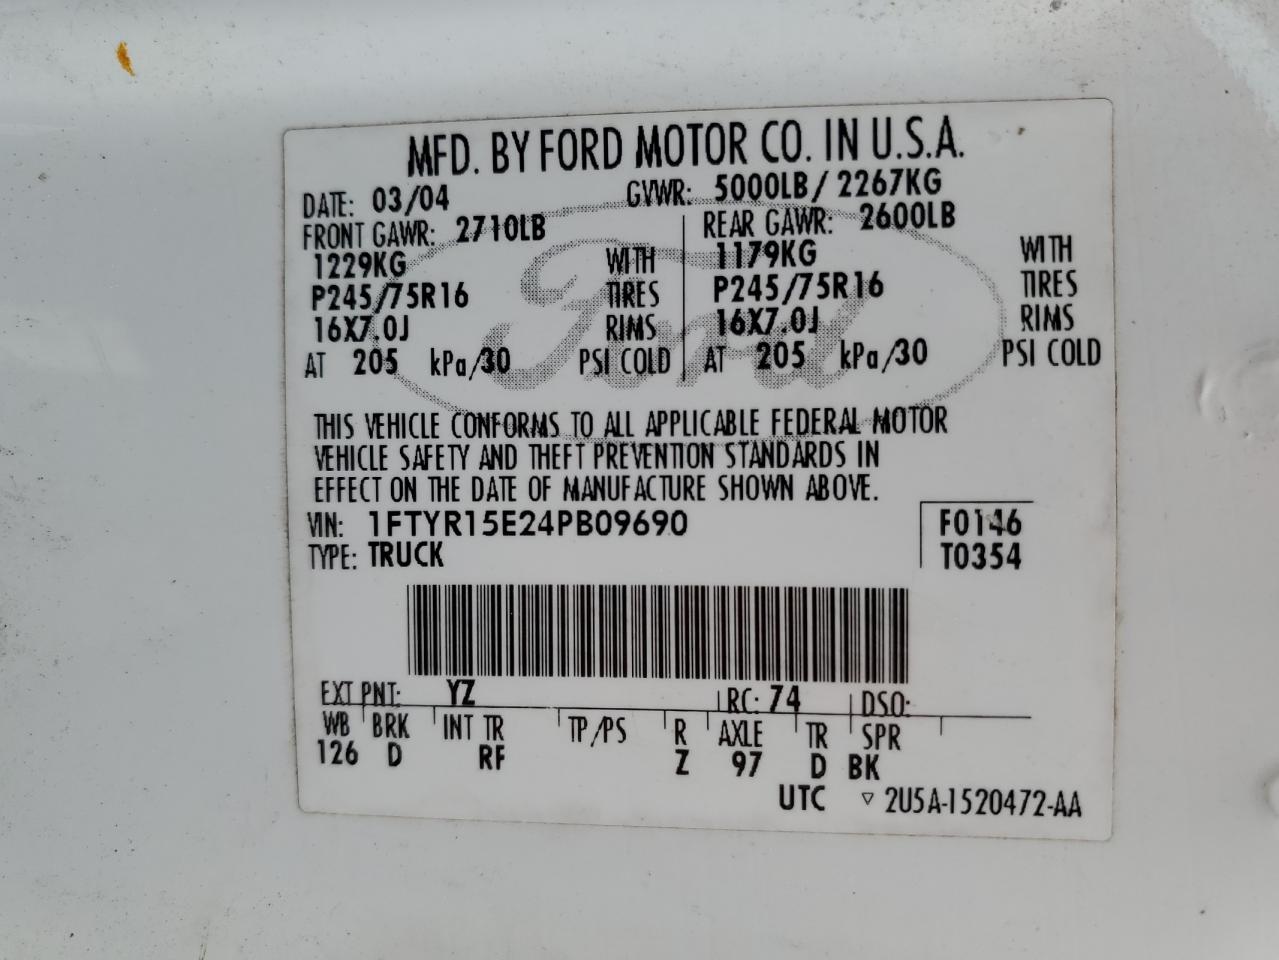 MFD. BY FORD MOTOR CO. IN U.S.A.
DATE: 03/04 GVWR: 5000LB/ 2267KG
FRONT GAWR: 2710LB REAR GAWR: 2600LB
1229KG WITH 1179KG WITH
P245/75R16 TIRES P245/75R16 TIRES
16X7.0J RIMS 16X7.0J RIMS
AT 205 kPa/30 PSI COLD AT 205 kPa/30 PSI COLD
Ford
THIS VEHICLE CONFORMS TO ALL APPLICABLE FEDERAL MOTOR
VEHICLE SAFETY AND THEFT PREVENTION STANDARDS IN
EFFECT ON THE DATE OF MANUFACTURE SHOWN ABOVE.
VIN: 1FTYR15E24PB09690 F0146
TYPE: TRUCK T0354
EXT PNT: YZ RC: 74 DSO:
WB BRK INT TR TP/PS R AXLE TR SPR
126 D RF Z 97 D BK
UTC ▽ 2U5A-1520472-AA